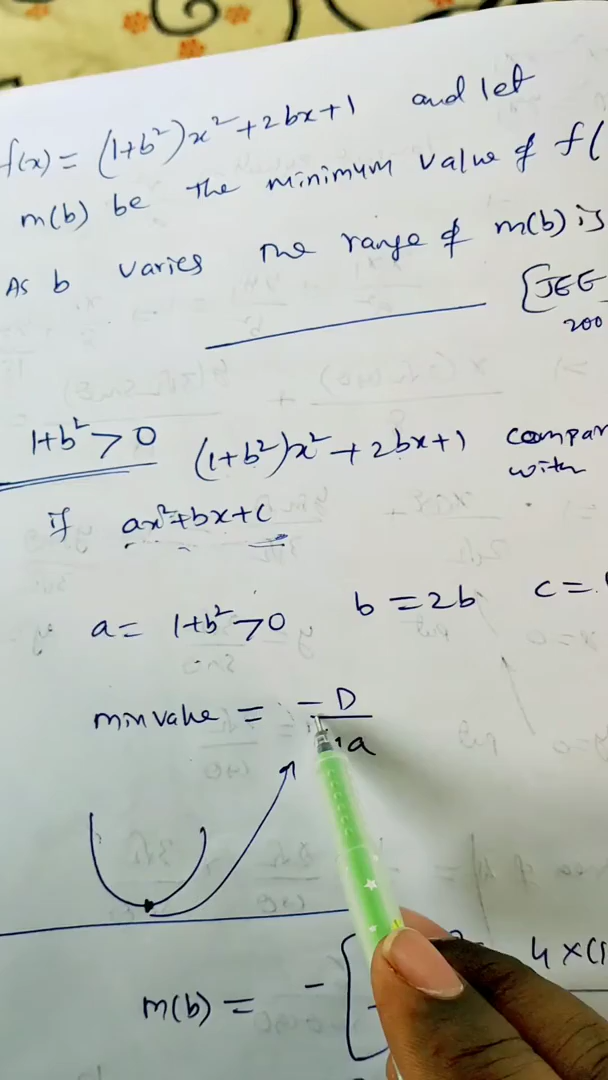 f(x) = (1+b²)x² + 2bx + 1 and let
m(b) be the minimum value of f(
As b varies the range of m(b) is
[JEE
200
1+b² > 0 (1+b²)x² + 2bx + 1 compar
with
if ax² + bx + c
a = 1+b² > 0 b = 2b c =
min value = -D
a
m(b) = - [ 4 × (1